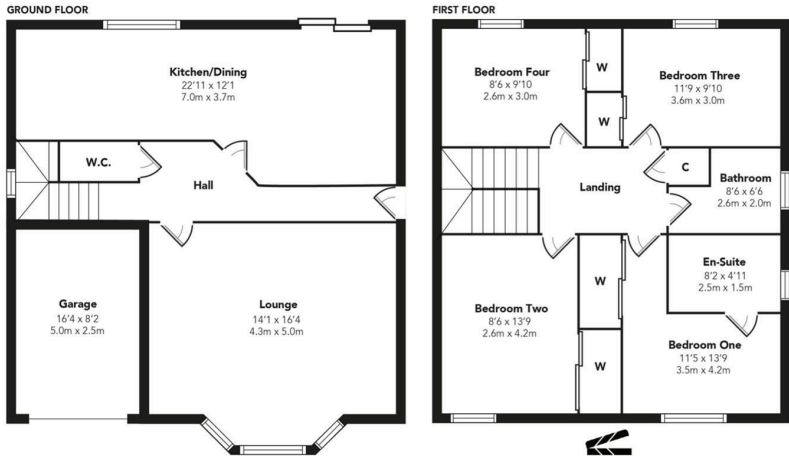 GROUND FLOOR
Kitchen/Dining
22'11 x 12'1
7.0m x 3.7m
W.C.
Hall
Garage
16'4 x 8'2
5.0m x 2.5m
Lounge
14'1 x 16'4
4.3m x 5.0m
FIRST FLOOR
Bedroom Four
8'6 x 9'10
2.6m x 3.0m
W
W
Bedroom Three
11'9 x 9'10
3.6m x 3.0m
C
Landing
Bathroom
8'6 x 6'6
2.6m x 2.0m
En-Suite
8'2 x 4'11
2.5m x 1.5m
Bedroom Two
8'6 x 13'9
2.6m x 4.2m
W
W
Bedroom One
11'5 x 13'9
3.5m x 4.2m